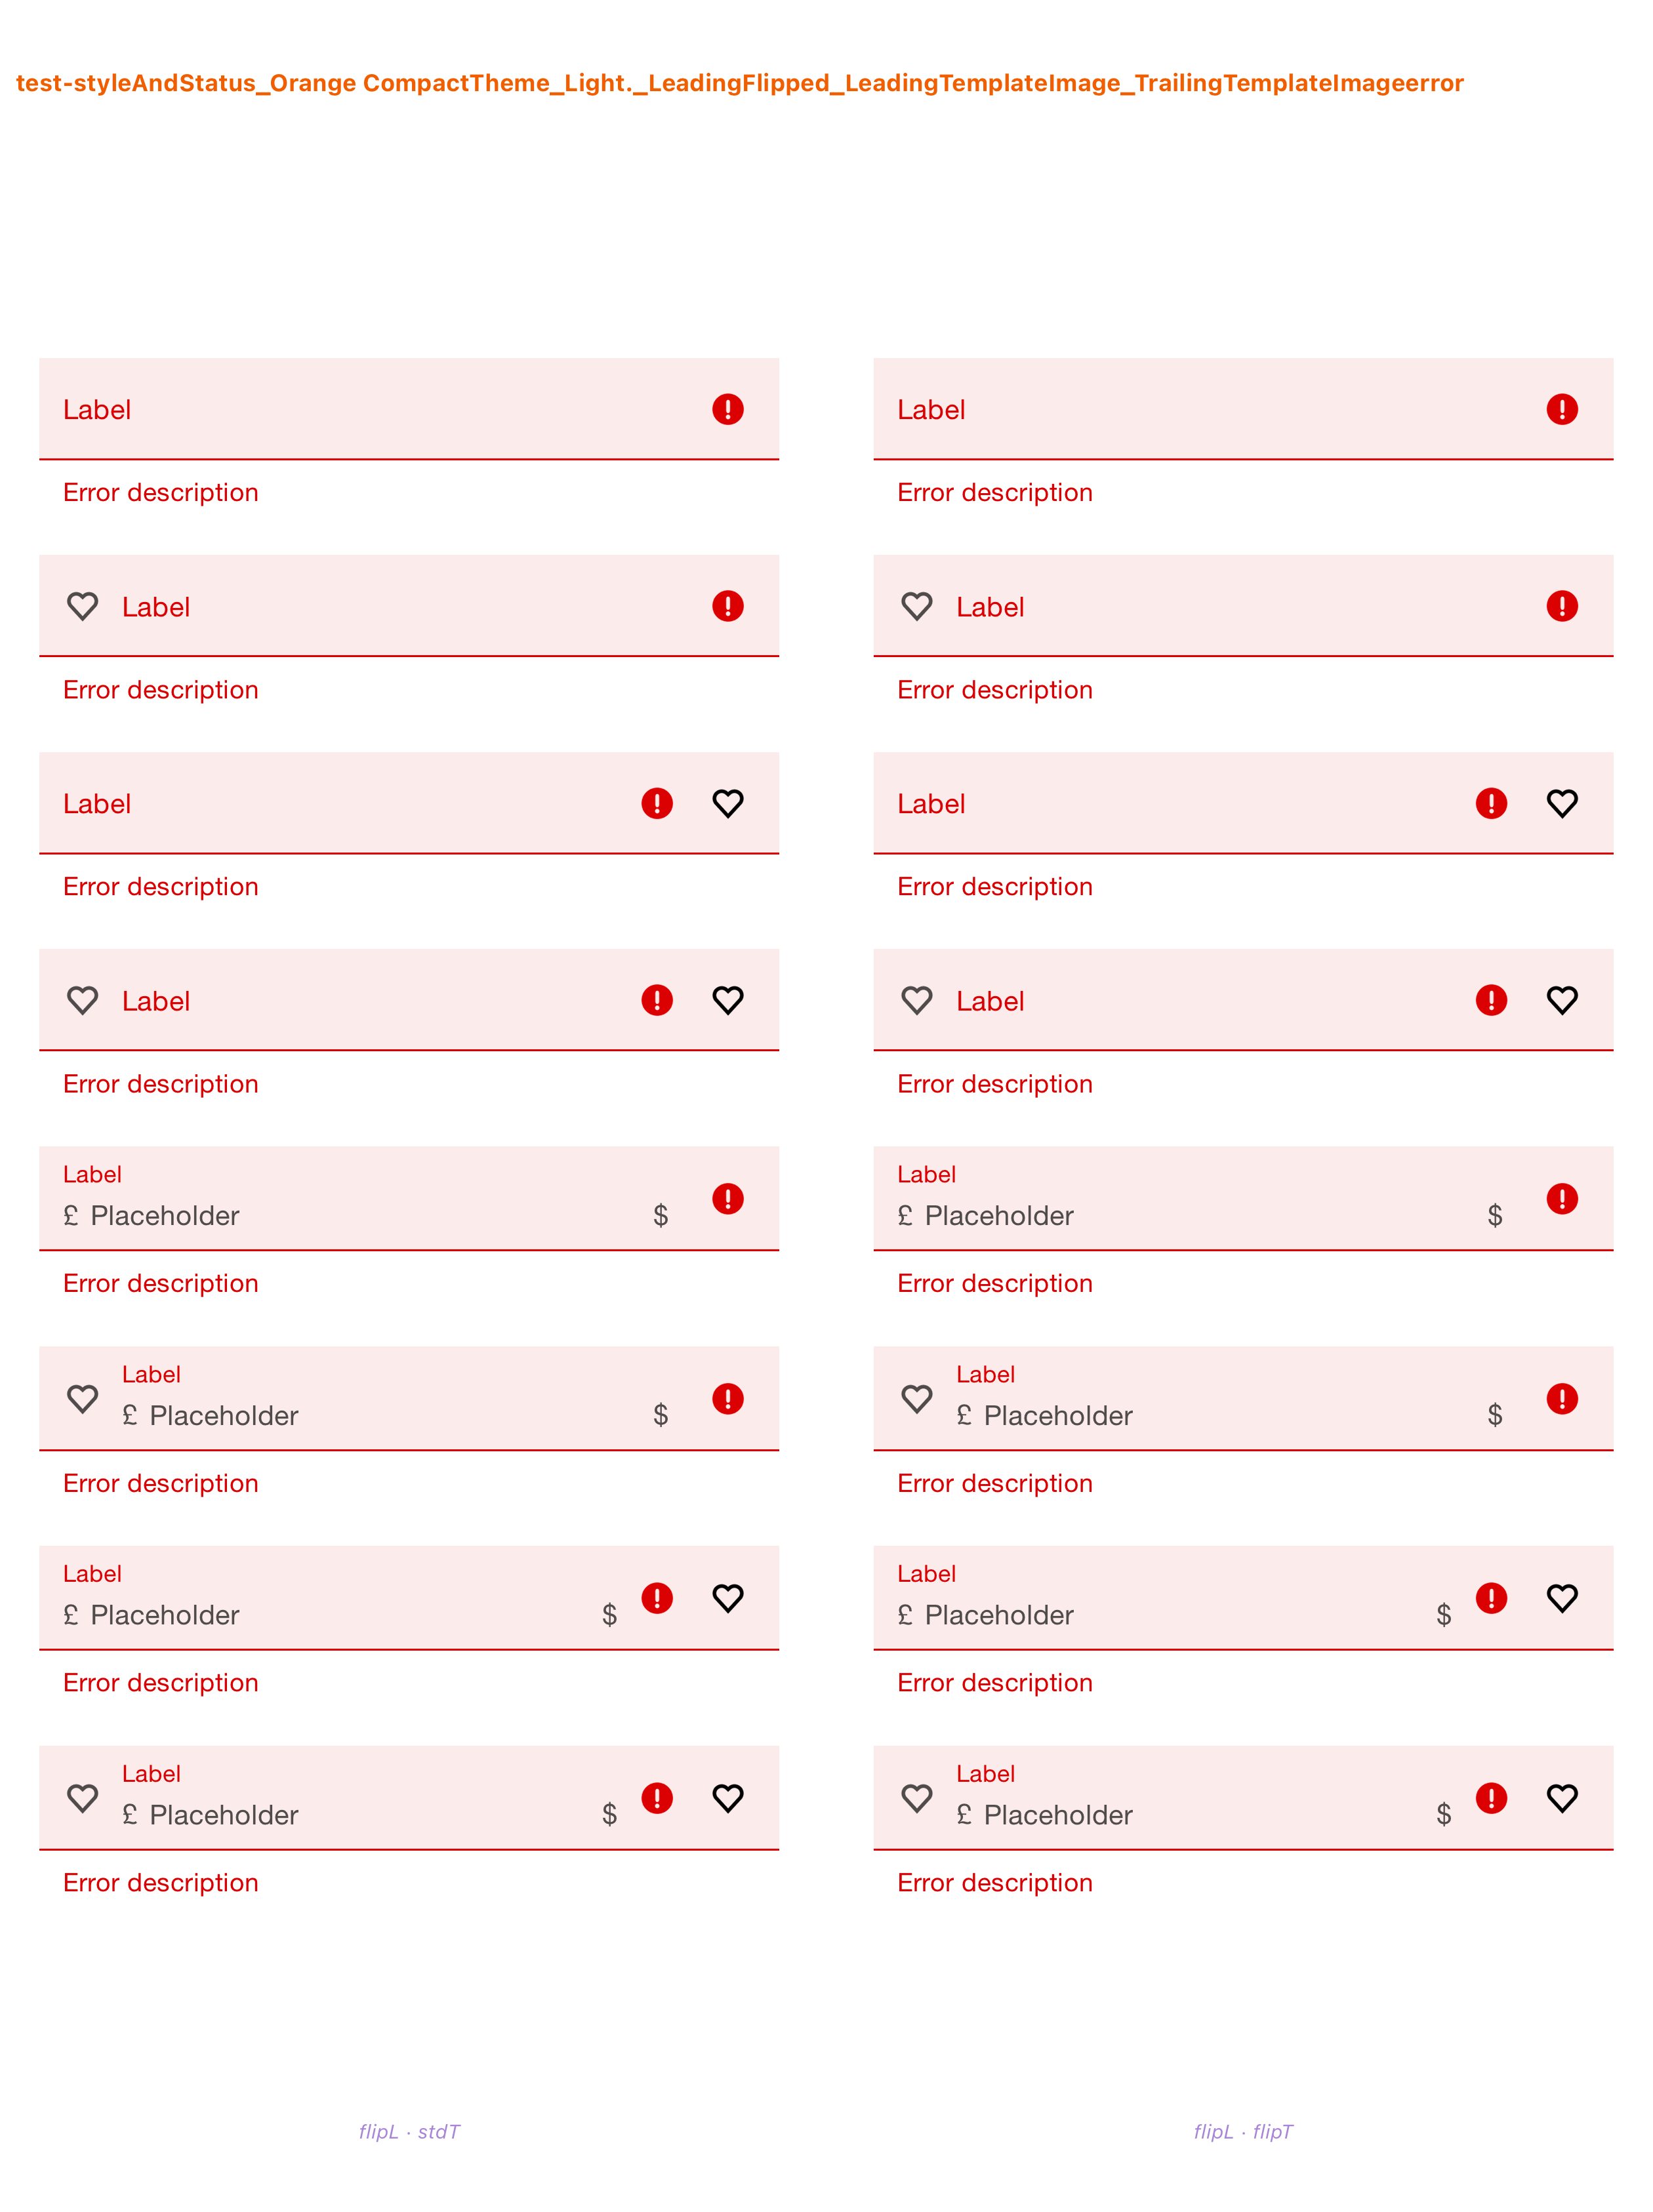 test-styleAndStatus_Orange CompactTheme_Light._LeadingFlipped_LeadingTemplateImage_TrailingTemplateImageerror
Label
Error description
Label
Error description
Label
Error description
Label
Error description
Label
£ Placeholder $
Error description
Label
£ Placeholder $
Error description
Label
£ Placeholder $
Error description
Label
£ Placeholder $
Error description
flipL · stdT
Label
Error description
Label
Error description
Label
Error description
Label
Error description
Label
£ Placeholder $
Error description
Label
£ Placeholder $
Error description
Label
£ Placeholder $
Error description
Label
£ Placeholder $
Error description
flipL · flipT